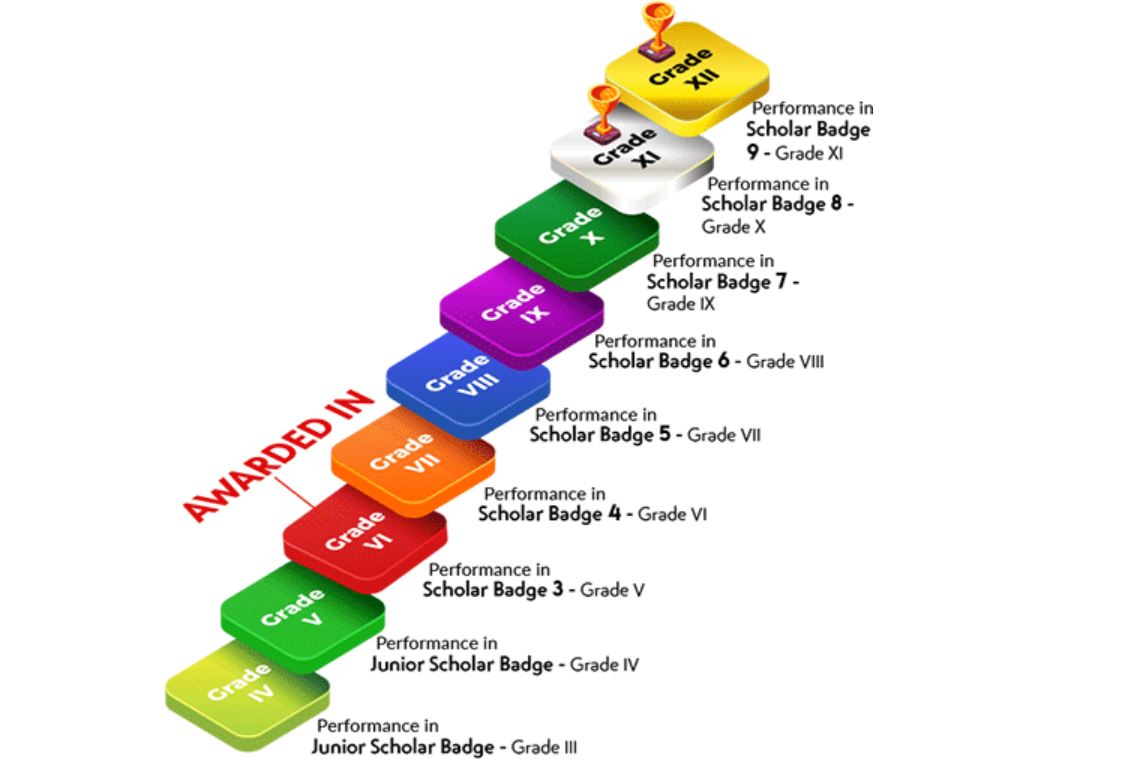 Grade
XII
Performance in
Scholar Badge
9 - Grade XI
Grade
XI
Performance in
Scholar Badge 8 -
Grade X
Grade
X
Performance in
Scholar Badge 7 -
Grade IX
Grade
IX
Performance in
Scholar Badge 6 - Grade VIII
Grade
VIII
Performance in
Scholar Badge 5 - Grade VII
AWARDED IN
Grade
VII
Performance in
Scholar Badge 4 - Grade VI
Grade
VI
Performance in
Scholar Badge 3 - Grade V
Grade
V
Performance in
Junior Scholar Badge - Grade IV
Grade
IV
Performance in
Junior Scholar Badge - Grade III